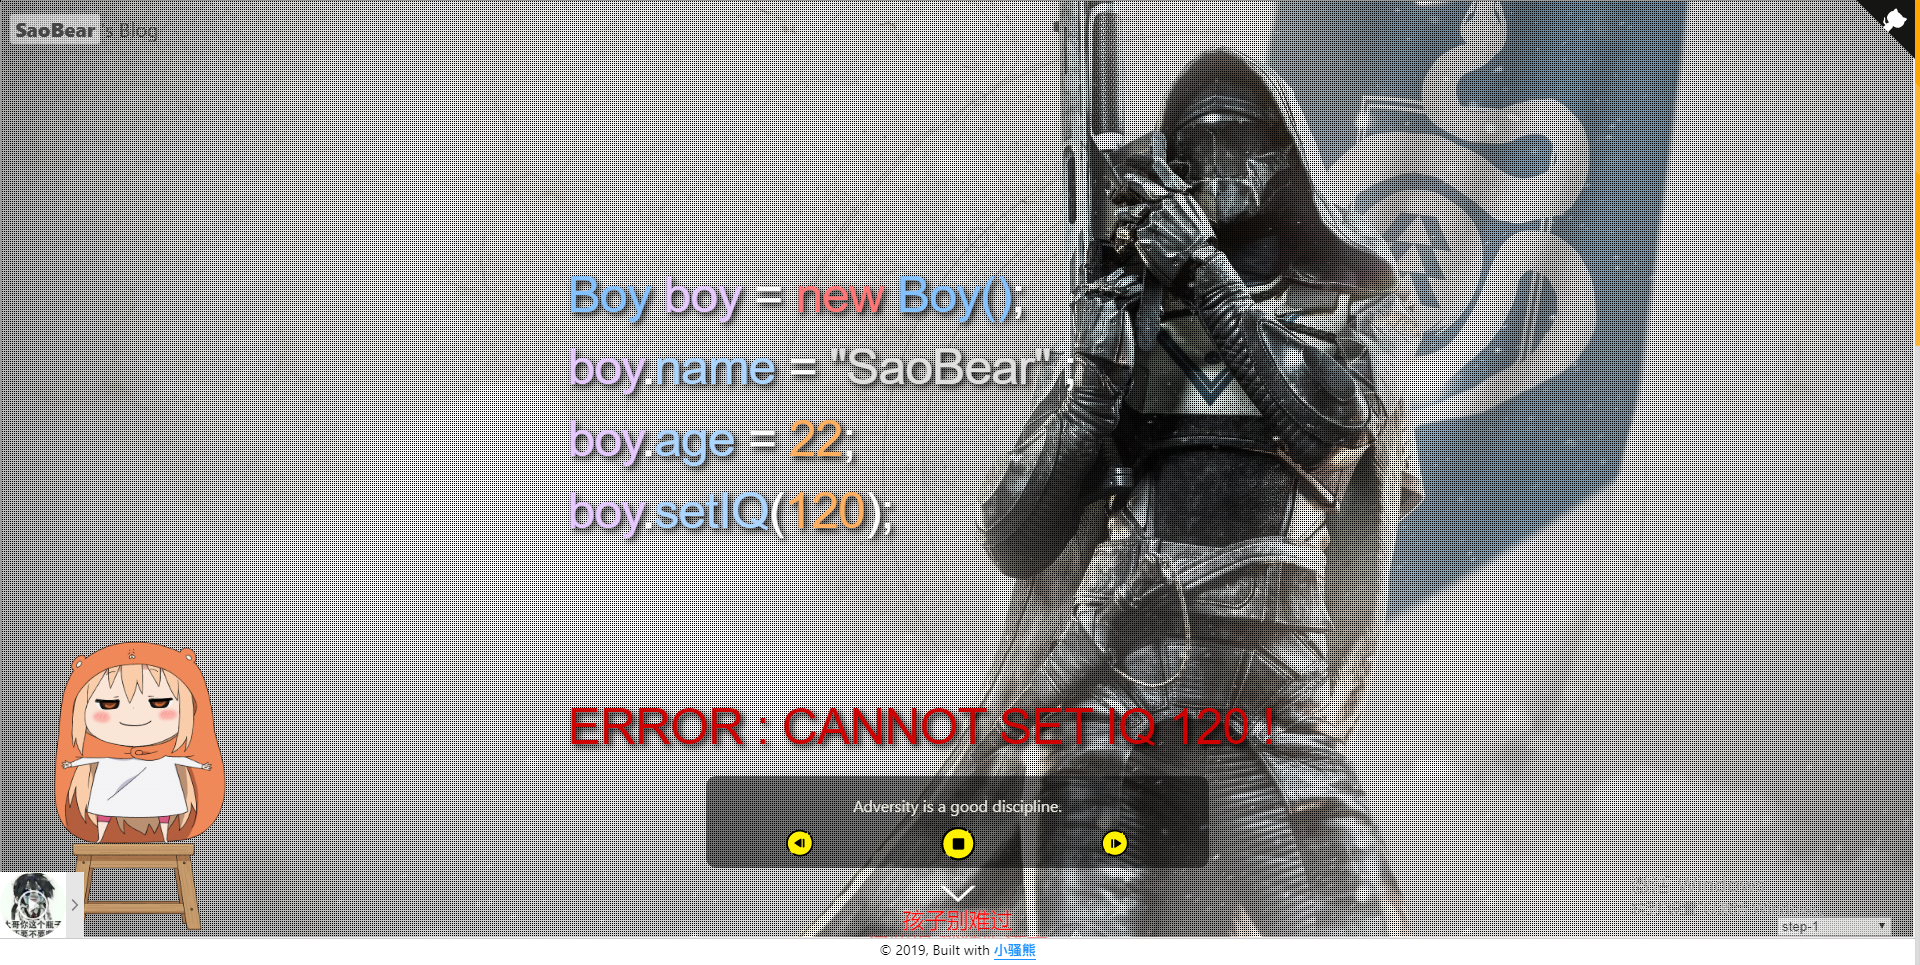 SaoBear 's Blog
Boy boy = new Boy();
boy.name = "SaoBear" ;
boy.age = 22;
boy.setIQ(120);
ERROR : CANNOT SET IQ 120 !
Adversity is a good discipline.
孩子别难过
step-1
© 2019, Built with 小骚熊